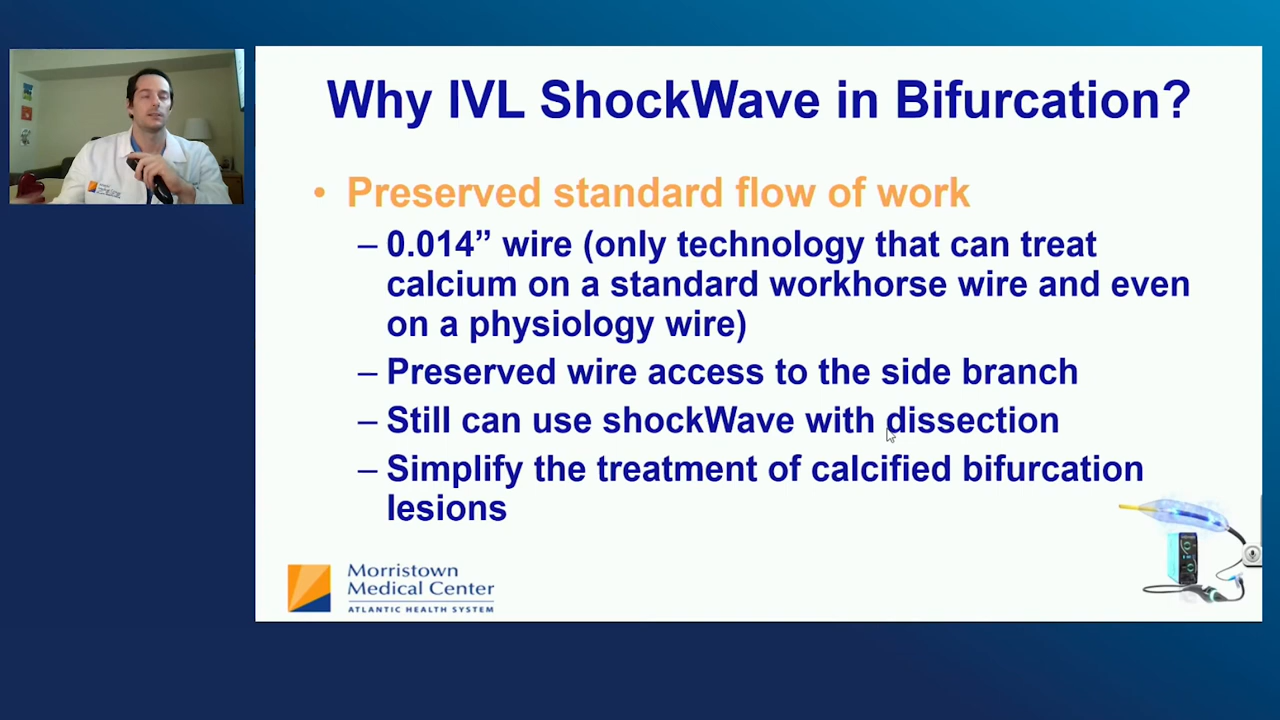 Why IVL ShockWave in Bifurcation?
• Preserved standard flow of work
– 0.014” wire (only technology that can treat
calcium on a standard workhorse wire and even
on a physiology wire)
– Preserved wire access to the side branch
– Still can use shockWave with dissection
– Simplify the treatment of calcified bifurcation
lesions
Morristown
Medical Center
ATLANTIC HEALTH SYSTEM